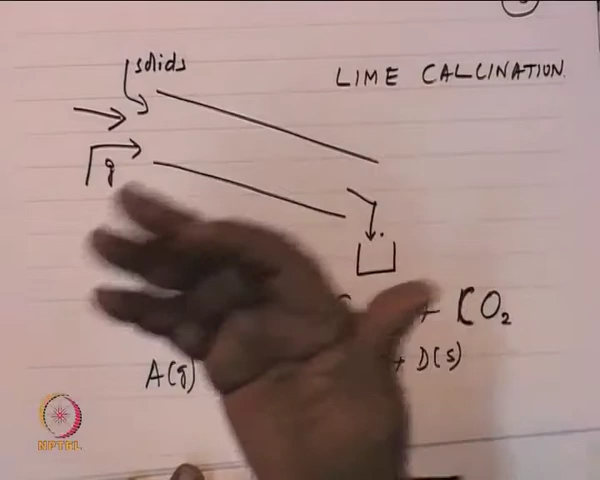 solids
LIME CALCINATION
g
+ CO2
A(g)
+ D(s)
NPTEL